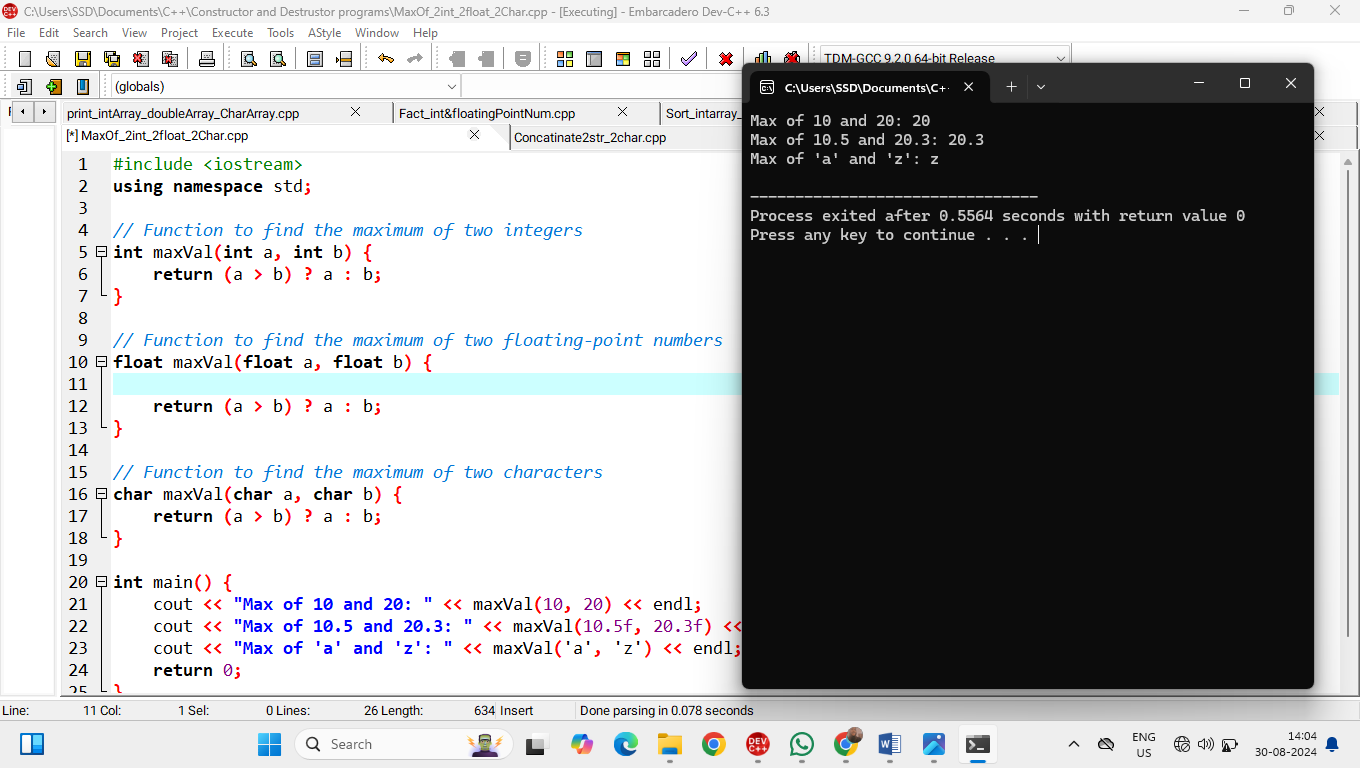 C:\Users\SSD\Documents\C++\Constructor and Destrustor programs\MaxOf_2int_2float_2Char.cpp - [Executing] - Embarcadero Dev-C++ 6.3
File Edit Search View Project Execute Tools AStyle Window Help
TDM-GCC 9.2.0 64-bit Release
(globals)
print_intArray_doubleArray_CharArray.cpp Fact_int&floatingPointNum.cpp Sort_intarray_
[*] MaxOf_2int_2float_2Char.cpp Concatinate2str_2char.cpp
1 #include <iostream>
2 using namespace std;
3
4 // Function to find the maximum of two integers
5 int maxVal(int a, int b) {
6 return (a > b) ? a : b;
7 }
8
9 // Function to find the maximum of two floating-point numbers
10 float maxVal(float a, float b) {
11
12 return (a > b) ? a : b;
13 }
14
15 // Function to find the maximum of two characters
16 char maxVal(char a, char b) {
17 return (a > b) ? a : b;
18 }
19
20 int main() {
21 cout << "Max of 10 and 20: " << maxVal(10, 20) << endl;
22 cout << "Max of 10.5 and 20.3: " << maxVal(10.5f, 20.3f) <<
23 cout << "Max of 'a' and 'z': " << maxVal('a', 'z') << endl;
24 return 0;
25 }
C:\Users\SSD\Documents\C+
Max of 10 and 20: 20
Max of 10.5 and 20.3: 20.3
Max of 'a' and 'z': z
--------------------------------
Process exited after 0.5564 seconds with return value 0
Press any key to continue . . .
Line: 11 Col: 1 Sel: 0 Lines: 26 Length: 634 Insert Done parsing in 0.078 seconds
Search
DEV C++
ENG
US
14:04
30-08-2024